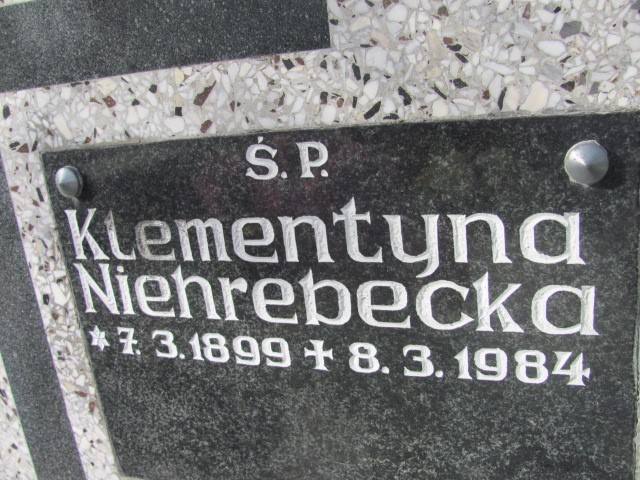 Ś.P.
Klementyna
Niehrebecka
* 7.3.1899 ✝ 8.3.1984